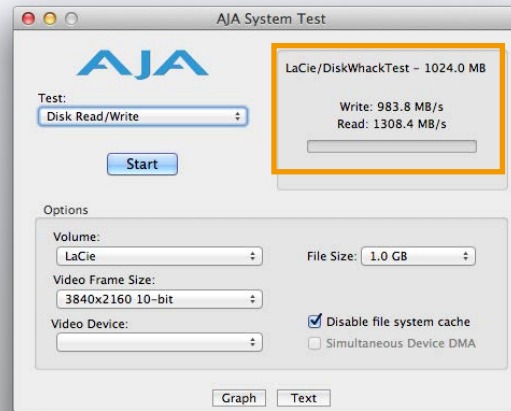 AJA System Test
AJA
LaCie/DiskWhackTest - 1024.0 MB
Write: 983.8 MB/s
Read: 1308.4 MB/s
Test:
Disk Read/Write
Start
Options
Volume:
LaCie
File Size: 1.0 GB
Video Frame Size:
3840x2160 10-bit
Video Device:
Disable file system cache
Simultaneous Device DMA
Graph Text